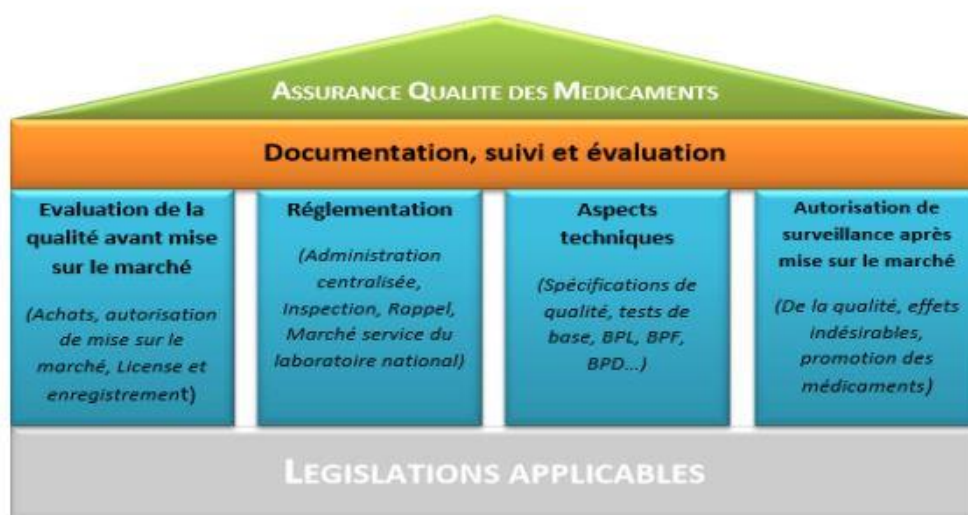 ASSURANCE QUALITE DES MEDICAMENTS
Documentation, suivi et évaluation
Evaluation de la
qualité avant mise
sur le marché
(Achats, autorisation
de mise sur le
marché, License et
enregistrement)
Réglementation
(Administration
centralisée,
Inspection, Rappel,
Marché service du
laboratoire national)
Aspects
techniques
(Spécifications de
qualité, tests de
base, BPL, BPF,
BPD...)
Autorisation de
surveillance après
mise sur le marché
(De la qualité, effets
indésirables,
promotion des
médicaments)
LEGISLATIONS APPLICABLES